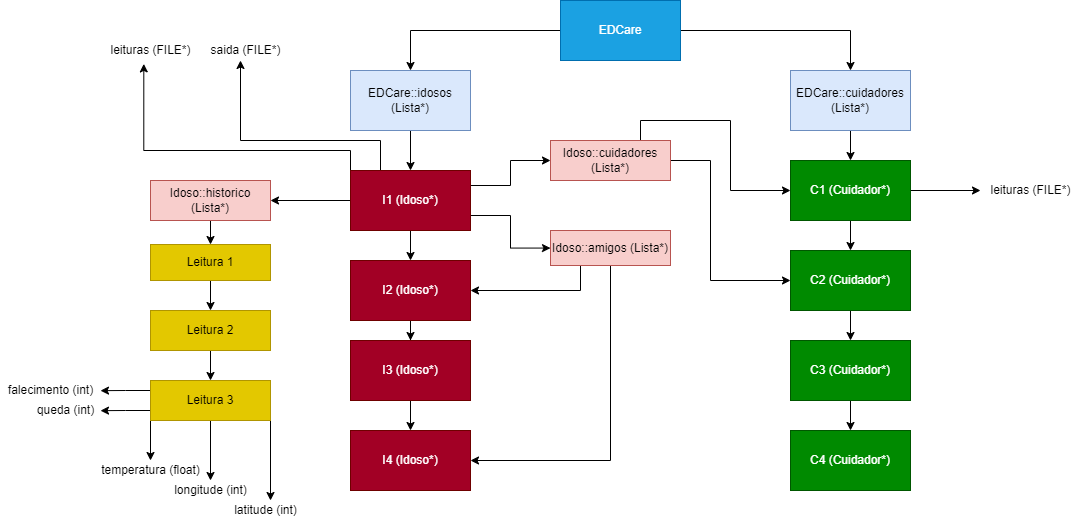 EDCare
leituras (FILE*)
saida (FILE*)
EDCare::idosos
(Lista*)
EDCare::cuidadores
(Lista*)
Idoso::cuidadores
(Lista*)
Idoso::historico
(Lista*)
I1 (Idoso*)
C1 (Cuidador*)
leituras (FILE*)
Idoso::amigos (Lista*)
Leitura 1
I2 (Idoso*)
C2 (Cuidador*)
Leitura 2
I3 (Idoso*)
C3 (Cuidador*)
falecimento (int)
Leitura 3
queda (int)
I4 (Idoso*)
C4 (Cuidador*)
temperatura (float)
longitude (int)
latitude (int)